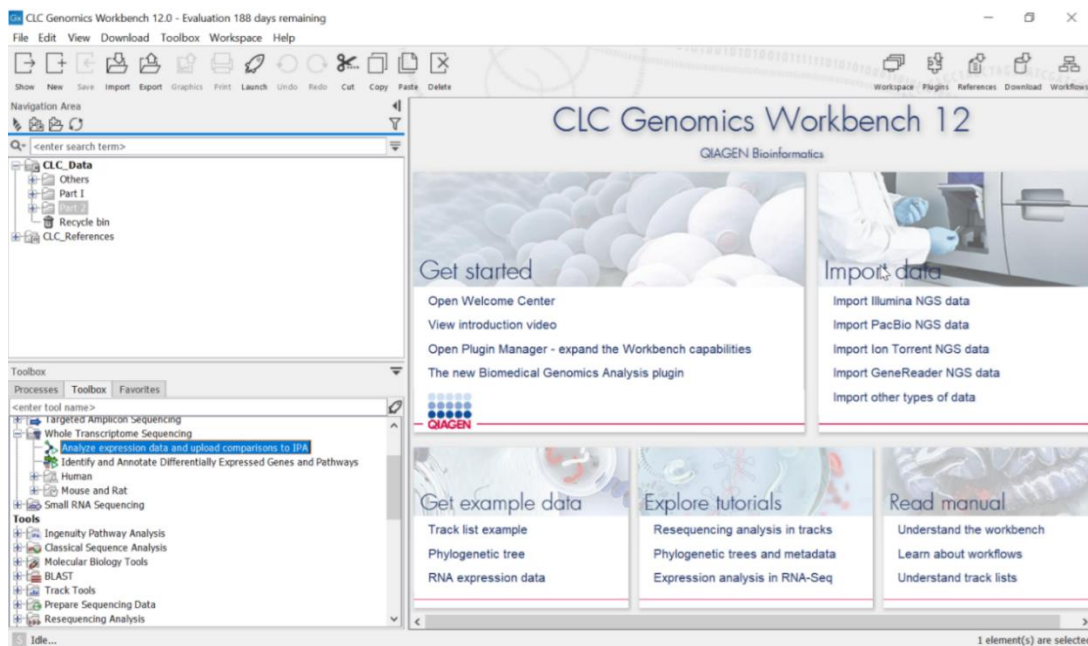 CLC Genomics Workbench 12.0 - Evaluation 188 days remaining
File Edit View Download Toolbox Workspace Help
Show New Save Import Export Graphics Print Launch Undo Redo Cut Copy Paste Delete
Workspace Plugins References Download Workflows
Navigation Area
<enter search term>
CLC_Data
Others
Part I
Part 2
Recycle bin
CLC_References
Toolbox
Processes Toolbox Favorites
<enter tool name>
Targeted Amplicon Sequencing
Whole Transcriptome Sequencing
Analyze expression data and upload comparisons to IPA
Identify and Annotate Differentially Expressed Genes and Pathways
Human
Mouse and Rat
Small RNA Sequencing
Tools
Ingenuity Pathway Analysis
Classical Sequence Analysis
Molecular Biology Tools
BLAST
Track Tools
Prepare Sequencing Data
Resequencing Analysis
Idle...
CLC Genomics Workbench 12
QIAGEN Bioinformatics
Get started
Open Welcome Center
View introduction video
Open Plugin Manager - expand the Workbench capabilities
The new Biomedical Genomics Analysis plugin
QIAGEN
Import data
Import Illumina NGS data
Import PacBio NGS data
Import Ion Torrent NGS data
Import GeneReader NGS data
Import other types of data
Get example data
Track list example
Phylogenetic tree
RNA expression data
Explore tutorials
Resequencing analysis in tracks
Phylogenetic trees and metadata
Expression analysis in RNA-Seq
Read manual
Understand the workbench
Learn about workflows
Understand track lists
1 element(s) are selected